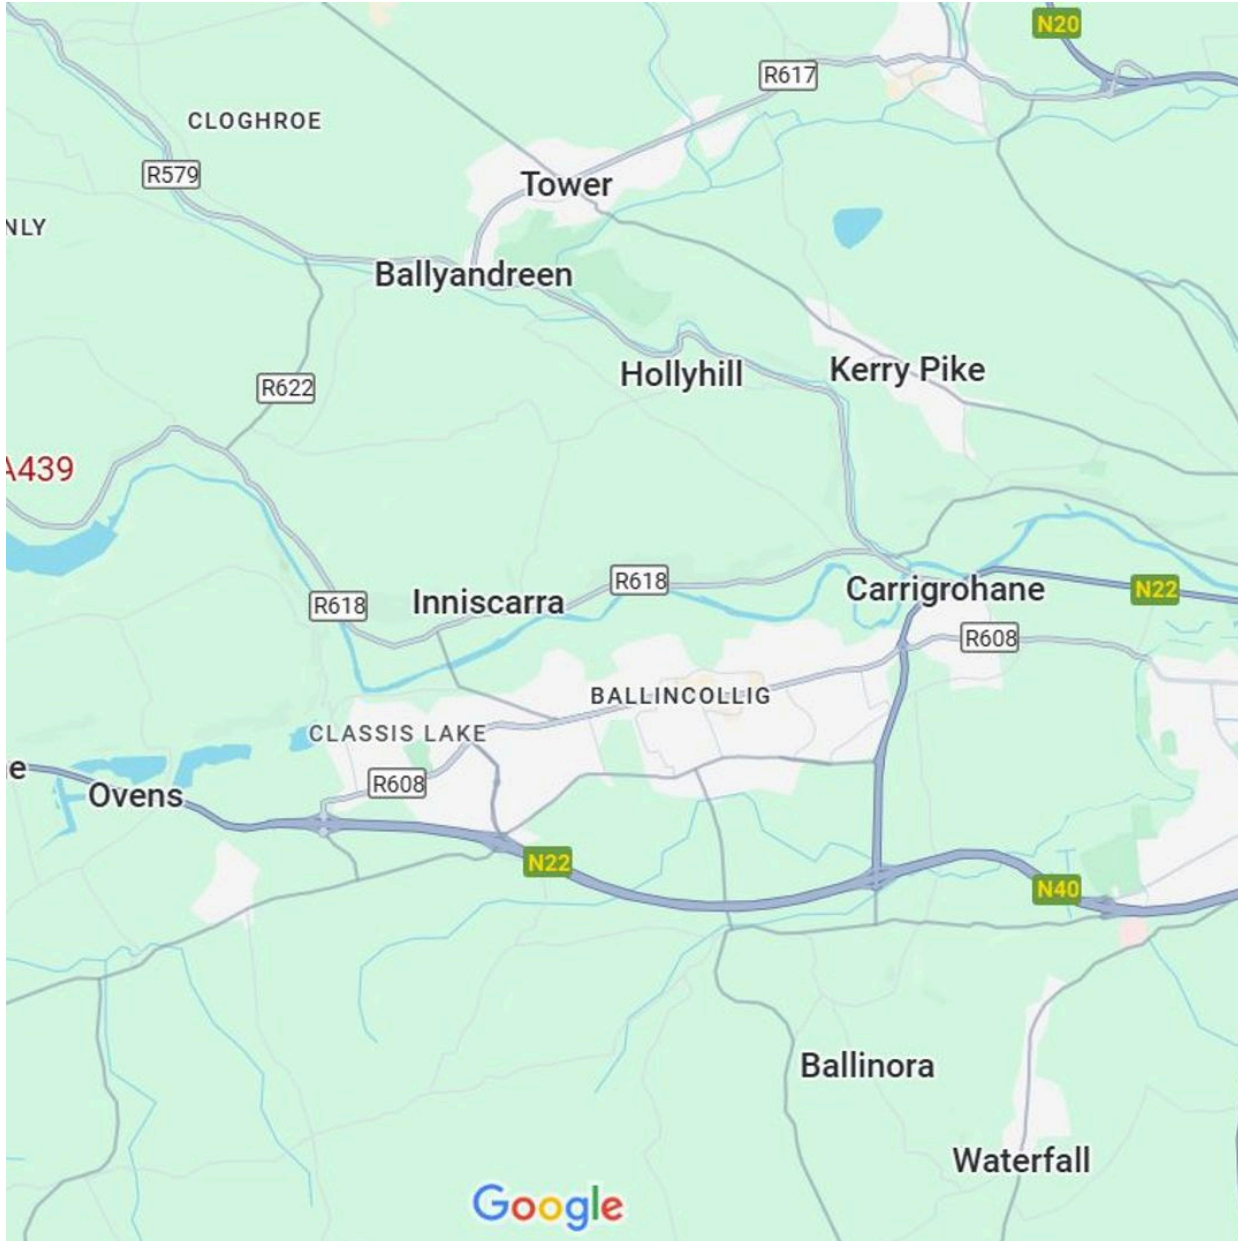 N20
R617
CLOGHROE
R579
Tower
NLY
Ballyandreen
Hollyhill
Kerry Pike
R622
A439
R618
Inniscarra
R618
Carrigrohane
N22
R608
BALLINCOLLIG
CLASSIS LAKE
e
Ovens
R608
N22
N40
Ballinora
Waterfall
Google